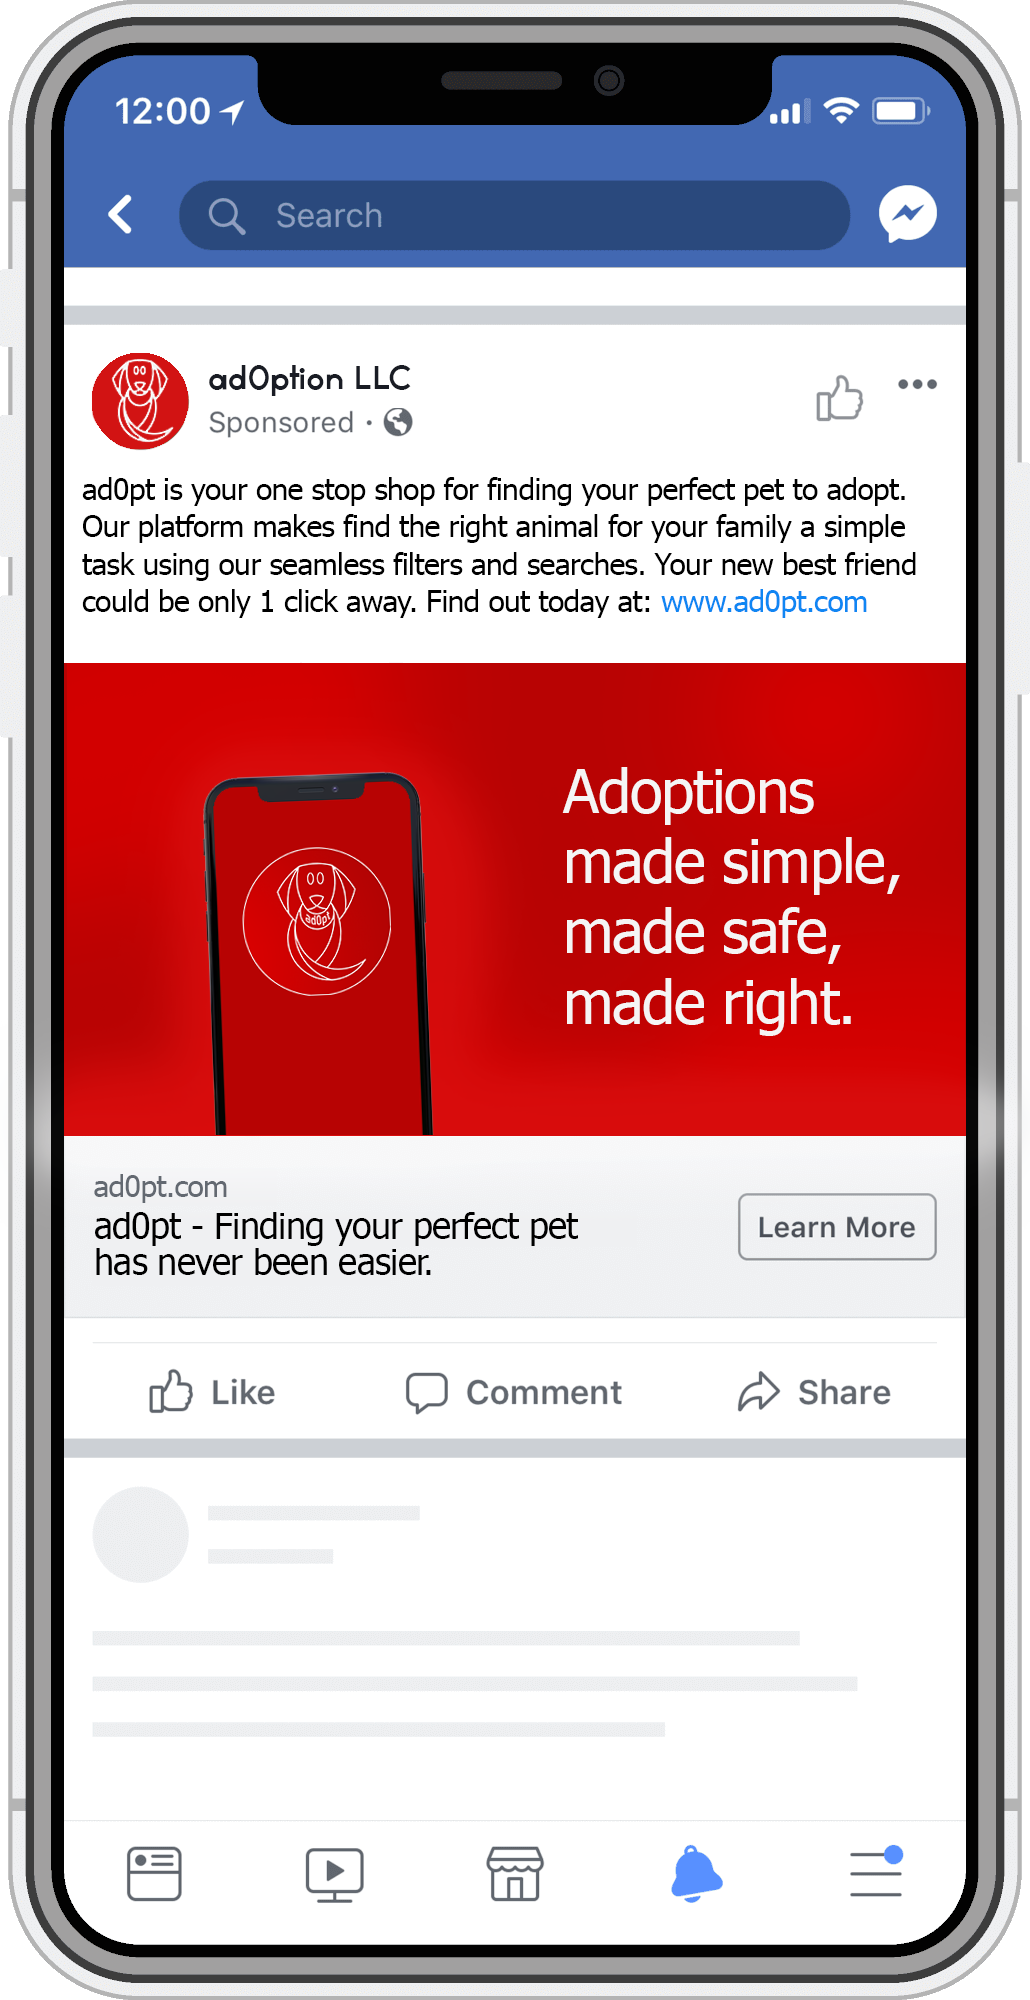 12:00
Search
ad0ption LLC
Sponsored ·
ad0pt is your one stop shop for finding your perfect pet to adopt.
Our platform makes find the right animal for your family a simple
task using our seamless filters and searches. Your new best friend
could be only 1 click away. Find out today at: www.ad0pt.com
Adoptions
made simple,
made safe,
made right.
ad0pt
ad0pt.com
ad0pt - Finding your perfect pet
has never been easier.
Learn More
Like
Comment
Share